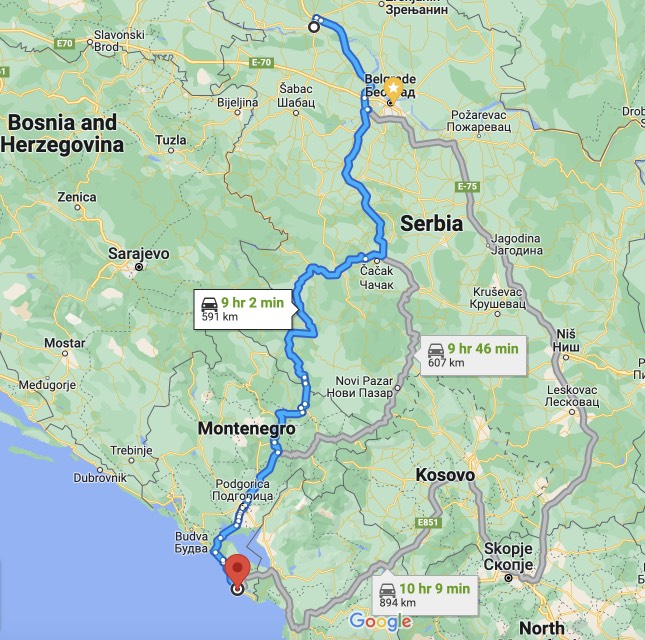 Зрењанин
Slavonski
Brod
E-70
E-70
Belgrade
Београд
Šabac
Шабац
Bijeljina
Požarevac
Пожаревац
Bosnia and
Herzegovina
Tuzla
E-75
Zenica
Serbia
Jagodina
Јагодина
Sarajevo
Čačak
Чачак
9 hr 2 min
591 km
Kruševac
Крушевац
Niš
Ниш
Mostar
9 hr 46 min
607 km
Međugorje
Novi Pazar
Нови Пазар
Leskovac
Лесковац
Montenegro
Trebinje
Dubrovnik
Podgorica
Подгорица
Kosovo
E851
Budva
Будва
Skopje
Скопје
10 hr 9 min
894 km
Google
North